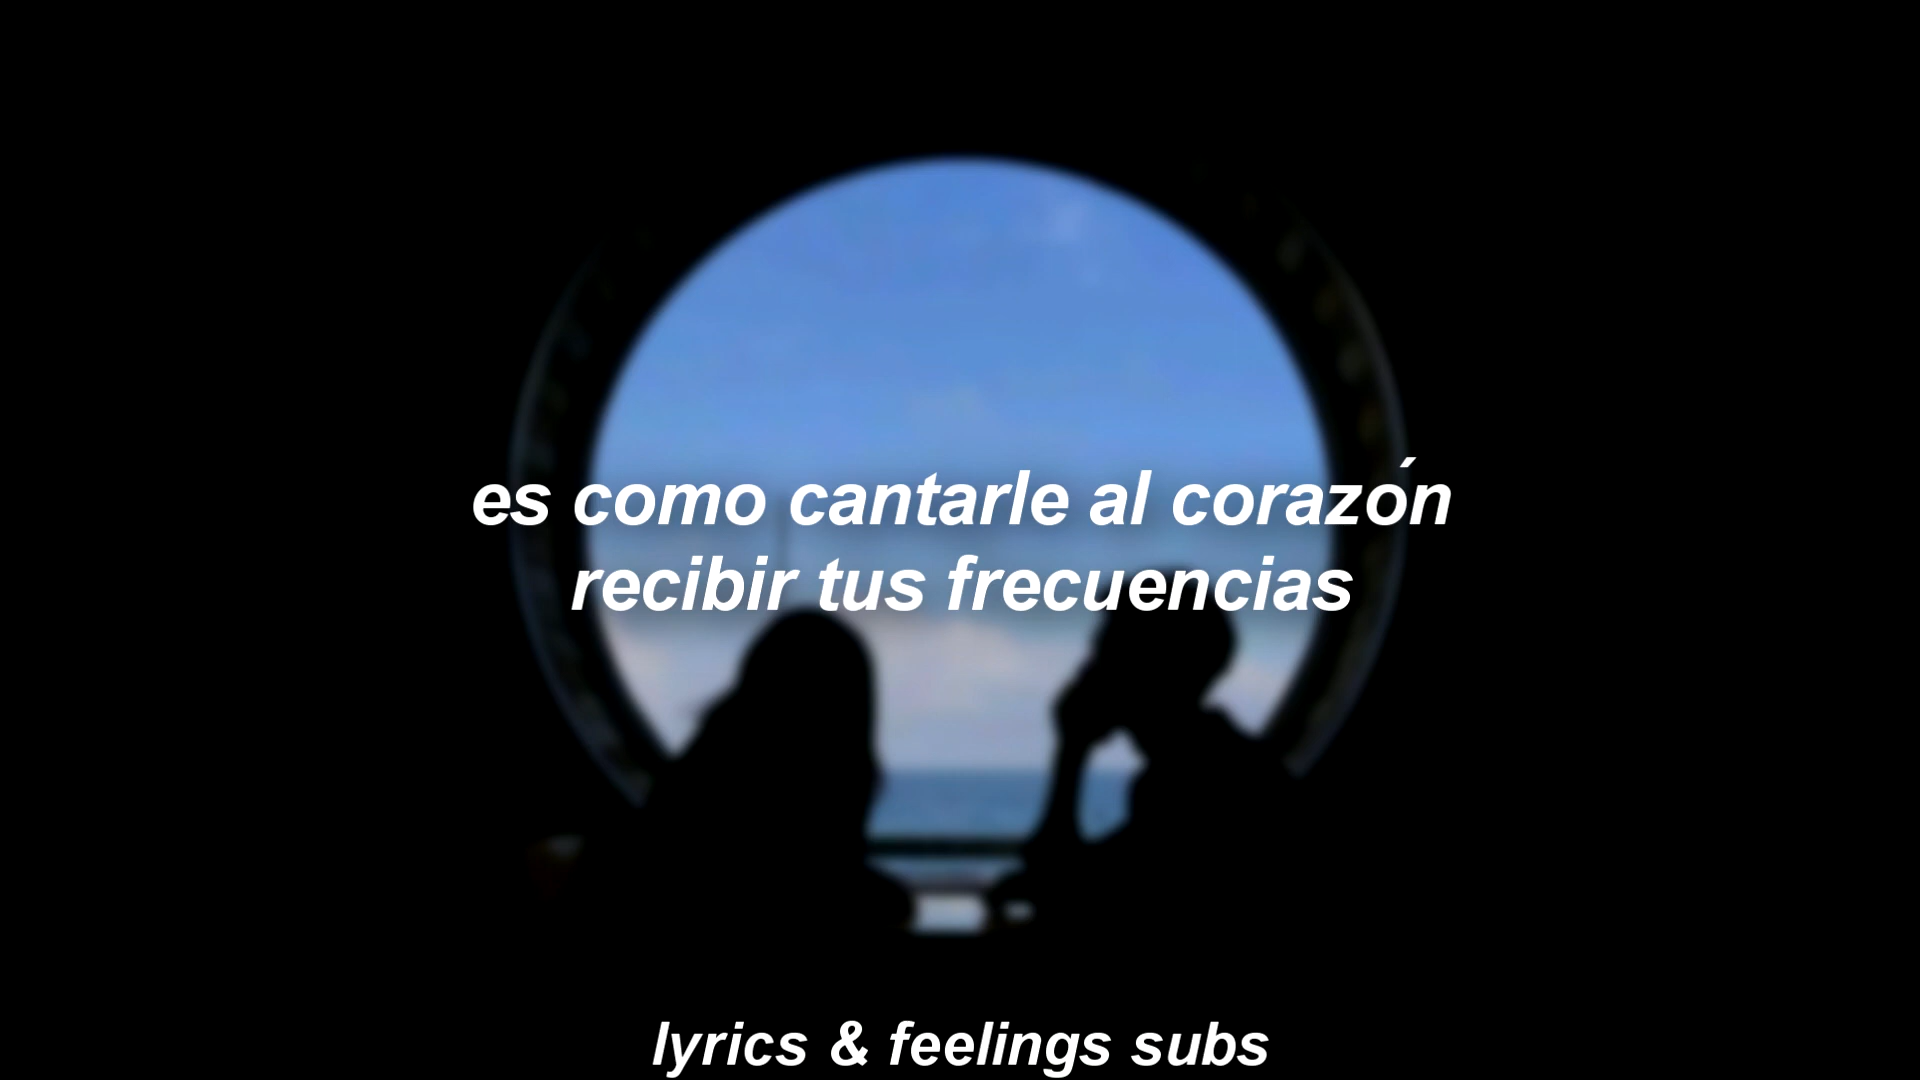 es como cantarle al corazón
recibir tus frecuencias
lyrics & feelings subs